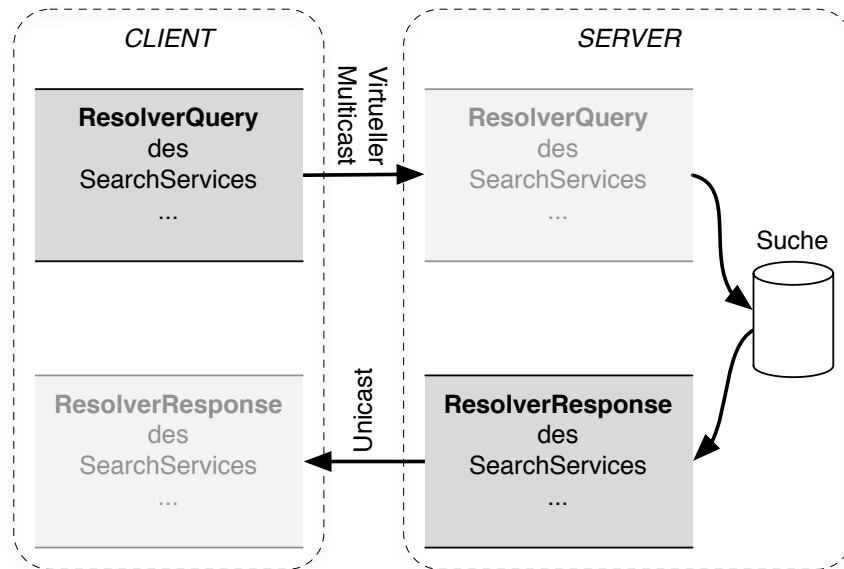 CLIENT
SERVER
ResolverQuery
des
SearchServices
...
Virtueller
Multicast
ResolverQuery
des
SearchServices
...
Suche
ResolverResponse
des
SearchServices
...
Unicast
ResolverResponse
des
SearchServices
...